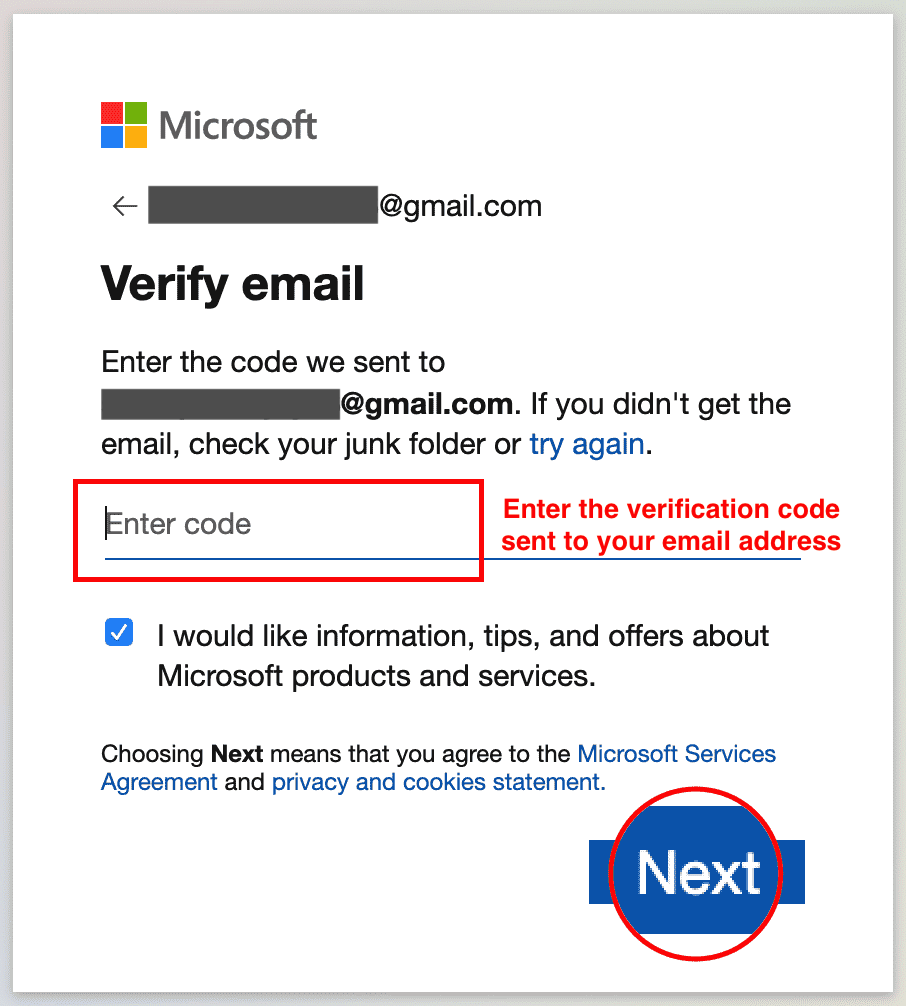 Microsoft
@gmail.com
Verify email
Enter the code we sent to
@gmail.com. If you didn't get the
email, check your junk folder or try again.
Enter code
Enter the verification code
sent to your email address
I would like information, tips, and offers about
Microsoft products and services.
Choosing Next means that you agree to the Microsoft Services
Agreement and privacy and cookies statement.
Next